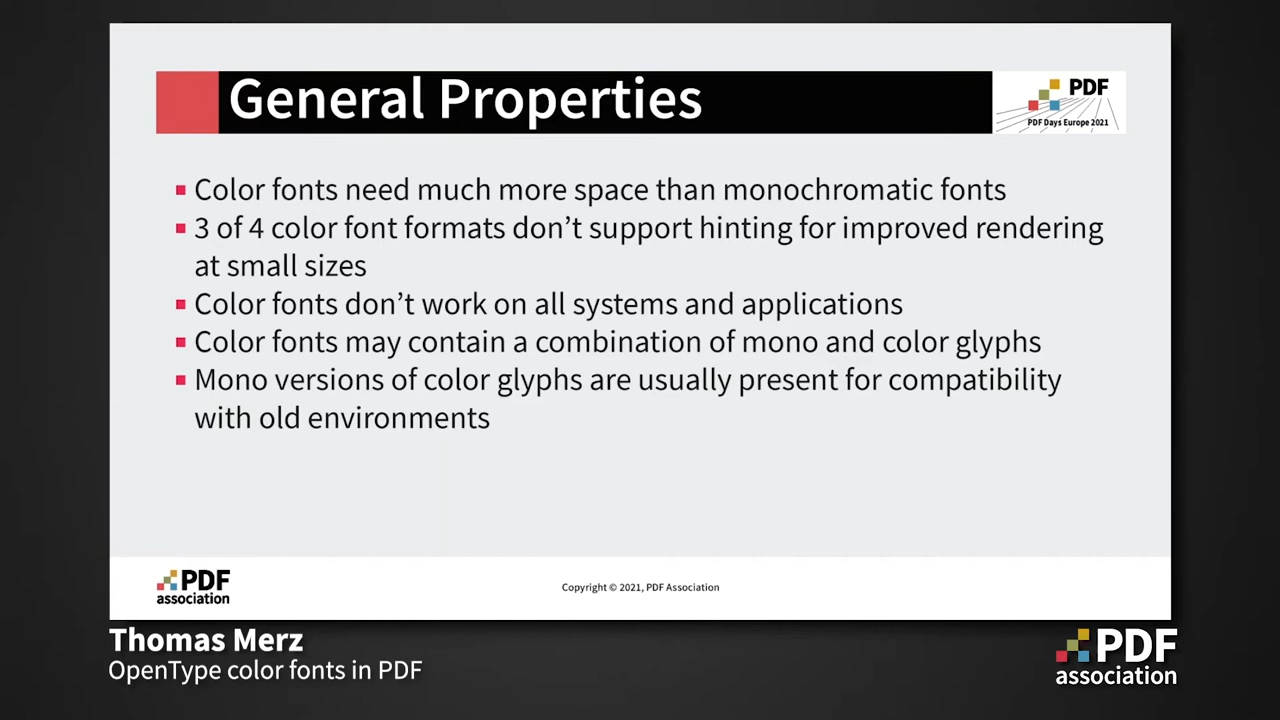 General Properties
PDF
PDF Days Europe 2021
Color fonts need much more space than monochromatic fonts
3 of 4 color font formats don’t support hinting for improved rendering
at small sizes
Color fonts don’t work on all systems and applications
Color fonts may contain a combination of mono and color glyphs
Mono versions of color glyphs are usually present for compatibility
with old environments
PDF
association
Copyright © 2021, PDF Association
Thomas Merz
OpenType color fonts in PDF
PDF
association